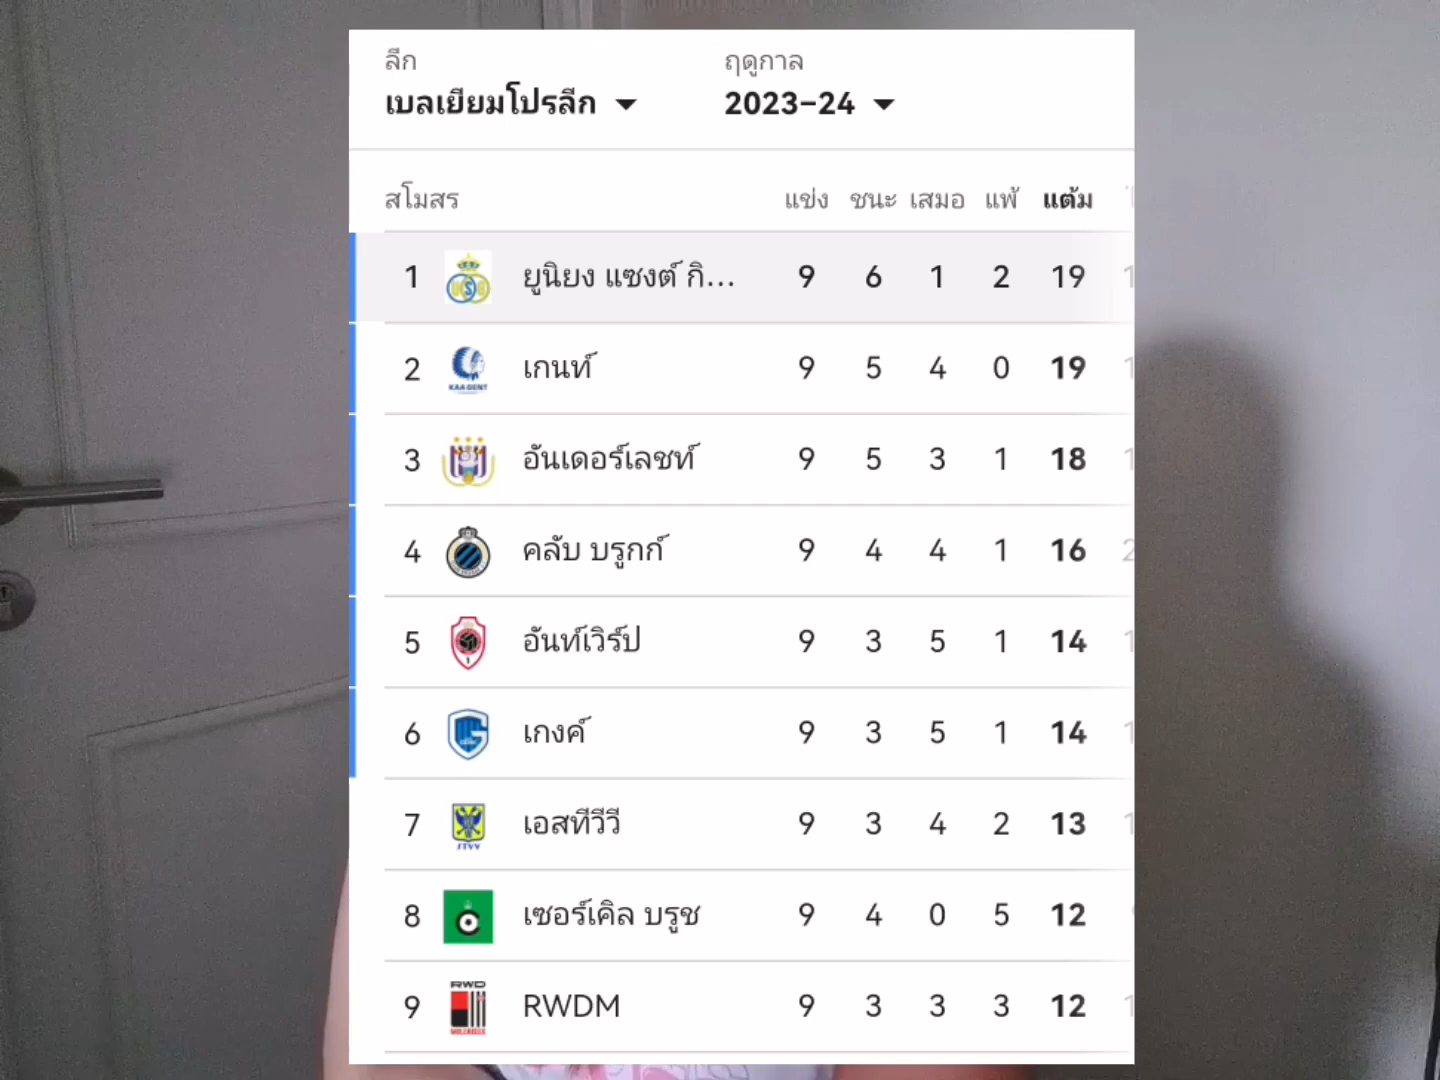 ลีก ฤดูกาล
เบลเยียมโปรลีก 2023–24
สโมสร แข่ง ชนะ เสมอ แพ้ แต้ม
1 ยูนิยง แซงต์ กิ... 9 6 1 2 19
2 KAA GENT เกนท์ 9 5 4 0 19
3 อันเดอร์เลชท์ 9 5 3 1 18
4 คลับ บรูกก์ 9 4 4 1 16
5 อันท์เวิร์ป 9 3 5 1 14
6 เกงค์ 9 3 5 1 14
7 STVV เอสทีวีวี 9 3 4 2 13
8 เซอร์เคิล บรูช 9 4 0 5 12
9 RWD RWDM 9 3 3 3 12